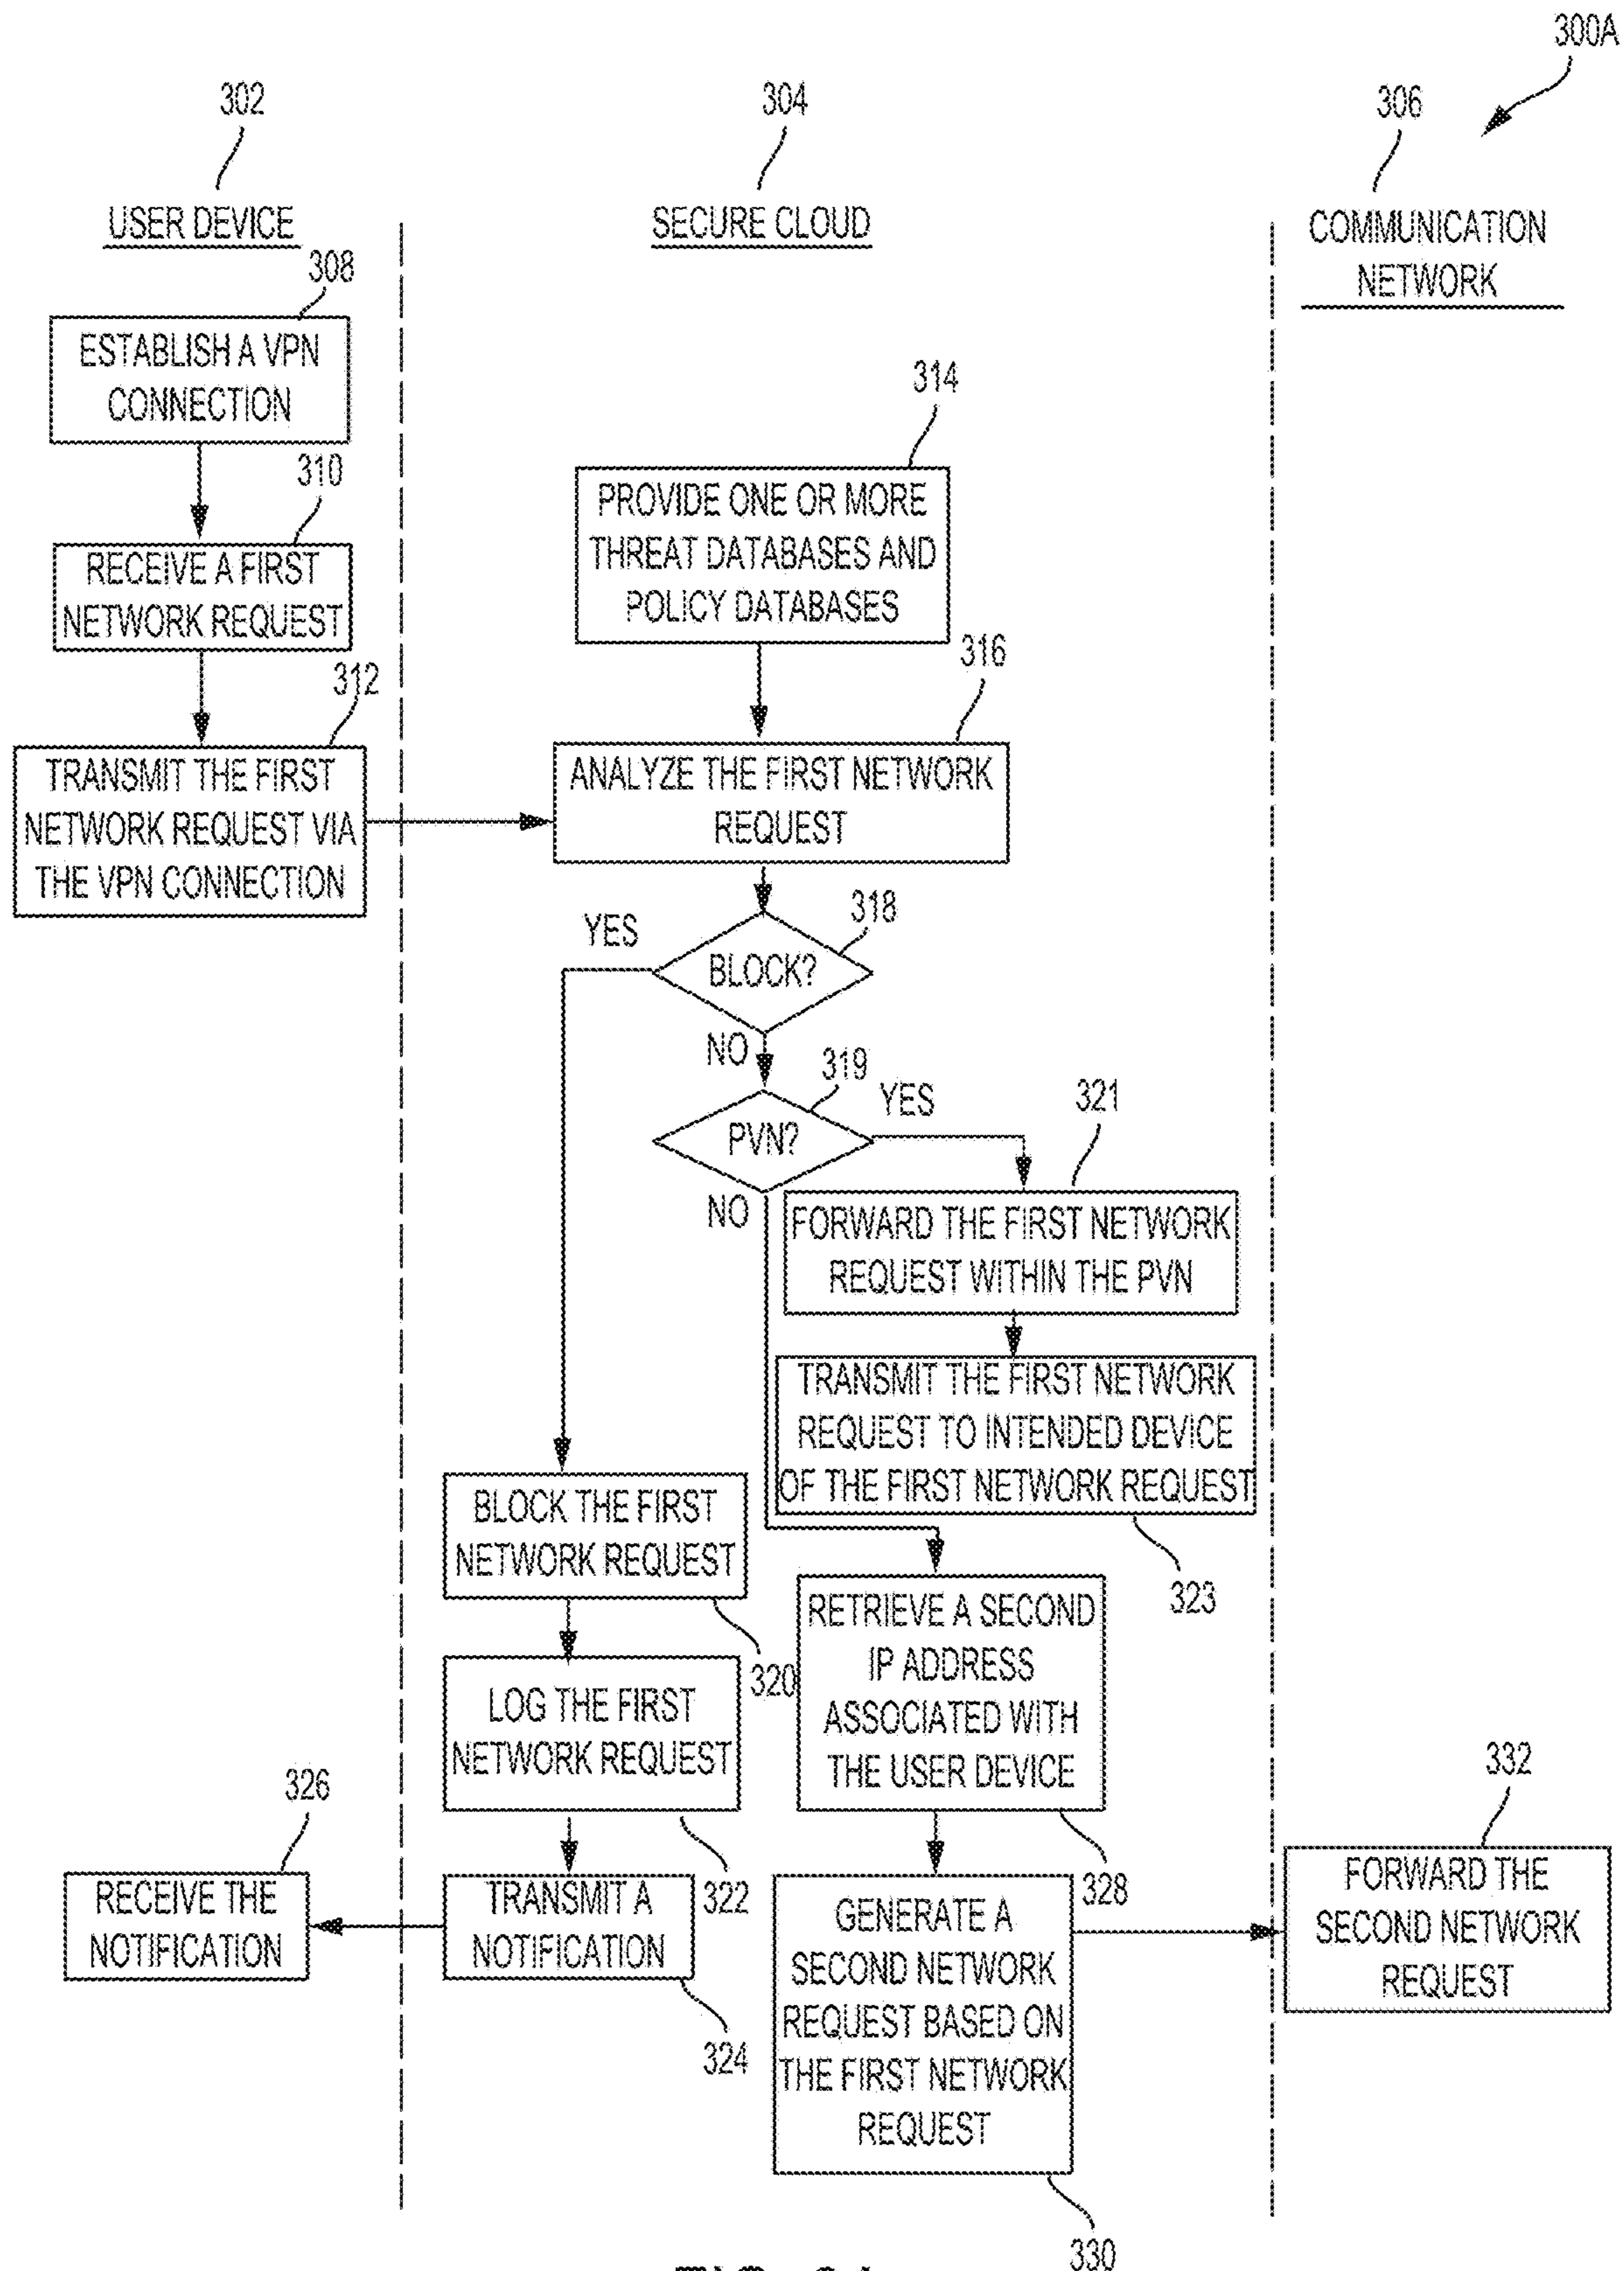 300A
302
304
306
USER DEVICE
SECURE CLOUD
COMMUNICATION
NETWORK
308
ESTABLISH A VPN
CONNECTION
314
310
PROVIDE ONE OR MORE
THREAT DATABASES AND
POLICY DATABASES
RECEIVE A FIRST
NETWORK REQUEST
316
312
TRANSMIT THE FIRST
NETWORK REQUEST VIA
THE VPN CONNECTION
ANALYZE THE FIRST NETWORK
REQUEST
318
YES
BLOCK?
NO
319
YES
321
PVN?
NO
FORWARD THE FIRST NETWORK
REQUEST WITHIN THE PVN
TRANSMIT THE FIRST NETWORK
REQUEST TO INTENDED DEVICE
OF THE FIRST NETWORK REQUEST
323
BLOCK THE FIRST
NETWORK REQUEST
320
RETRIEVE A SECOND
IP ADDRESS
ASSOCIATED WITH
THE USER DEVICE
328
LOG THE FIRST
NETWORK REQUEST
322
326
332
RECEIVE THE
NOTIFICATION
TRANSMIT A
NOTIFICATION
324
GENERATE A
SECOND NETWORK
REQUEST BASED ON
THE FIRST NETWORK
REQUEST
330
FORWARD THE
SECOND NETWORK
REQUEST